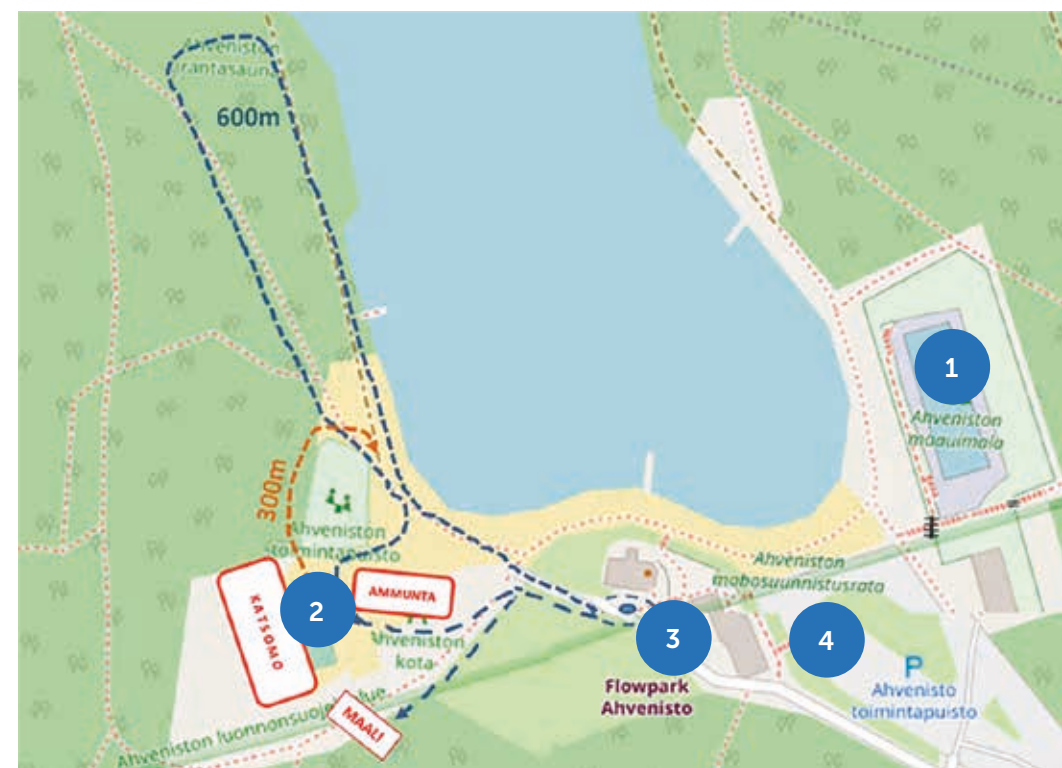 Ahveniston
rantasauna
600m
1
Ahveniston
maauimala
300m
Ahveniston
toimintapuisto
KATSOMO
2
AMMUNTA
Ahveniston
kota
Ahveniston
mobosuunnistusrata
3
4
Flowpark
Ahvenisto
P
Ahvenisto
toimintapuisto
MAALI
Ahveniston luonnonsuojelualue